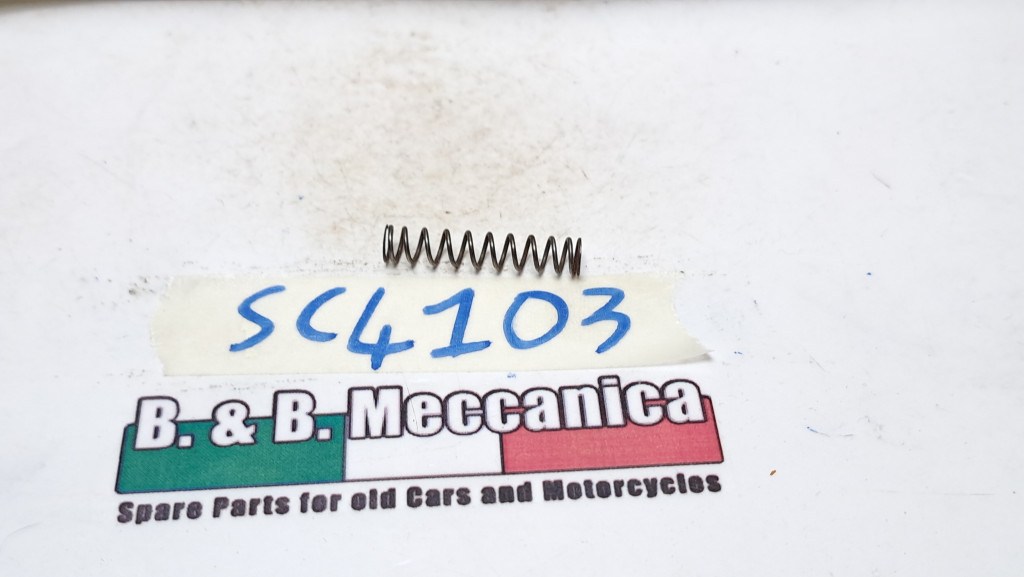 SC4103
B. & B. Meccanica
Spare Parts for old Cars and Motorcycles